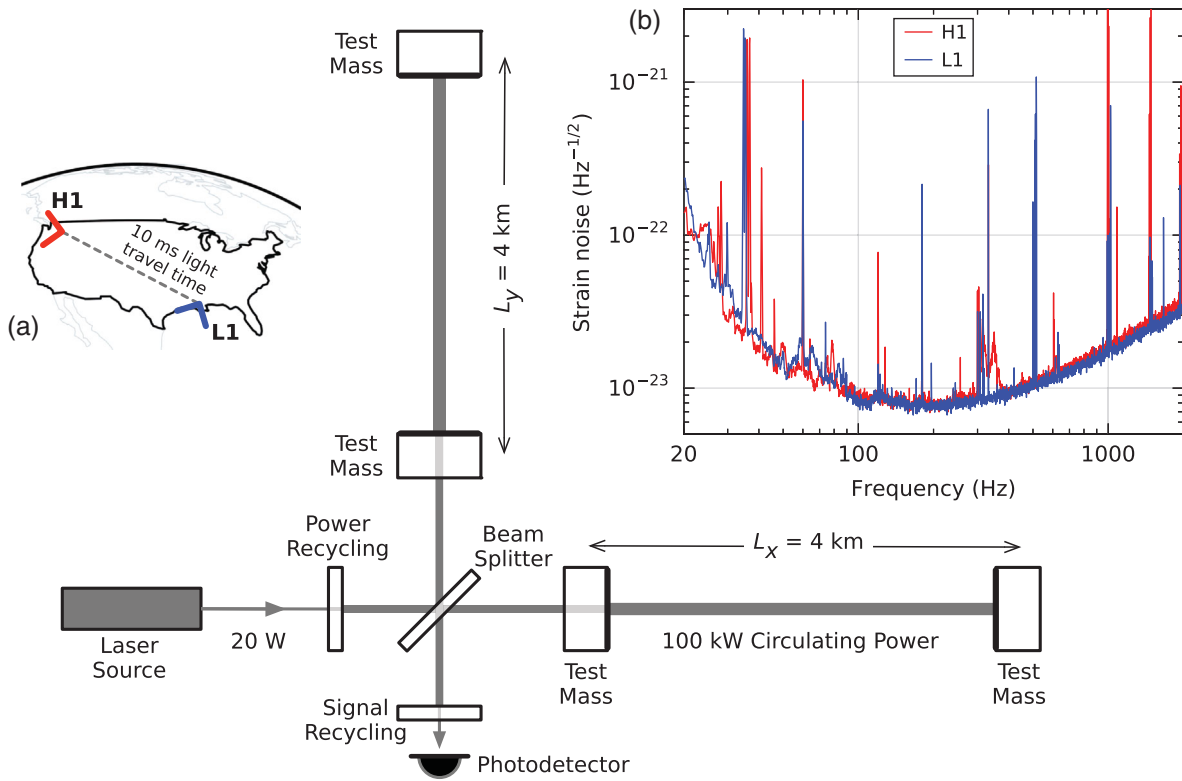 (a)
H1
10 ms light
travel time
L1
Test
Mass
L_y = 4 km
Test
Mass
Power
Recycling
Beam
Splitter
Laser
Source
20 W
L_x = 4 km
100 kW Circulating Power
Test
Mass
Test
Mass
Signal
Recycling
Photodetector
(b)
H1
L1
Strain noise (Hz^{-1/2})
10^{-21}
10^{-22}
10^{-23}
20
100
1000
Frequency (Hz)